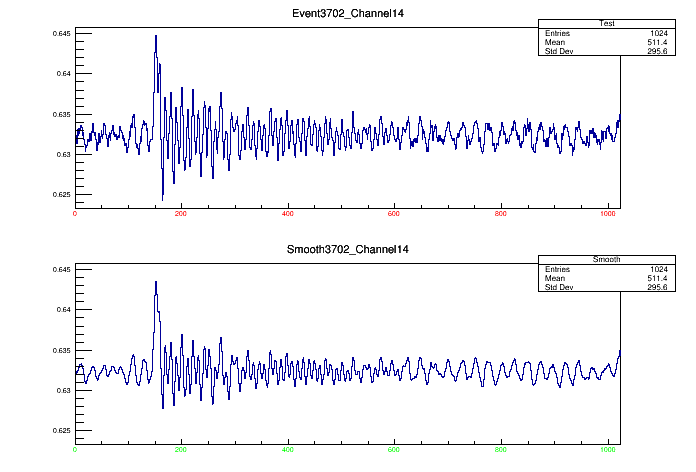 Event3702_Channel14
Test
Entries 1024
Mean 511.4
Std Dev 295.6
0.645
0.64
0.635
0.63
0.625
0 200 400 600 800 1000
Smooth3702_Channel14
Smooth
Entries 1024
Mean 511.4
Std Dev 295.6
0.645
0.64
0.635
0.63
0.625
0 200 400 600 800 1000